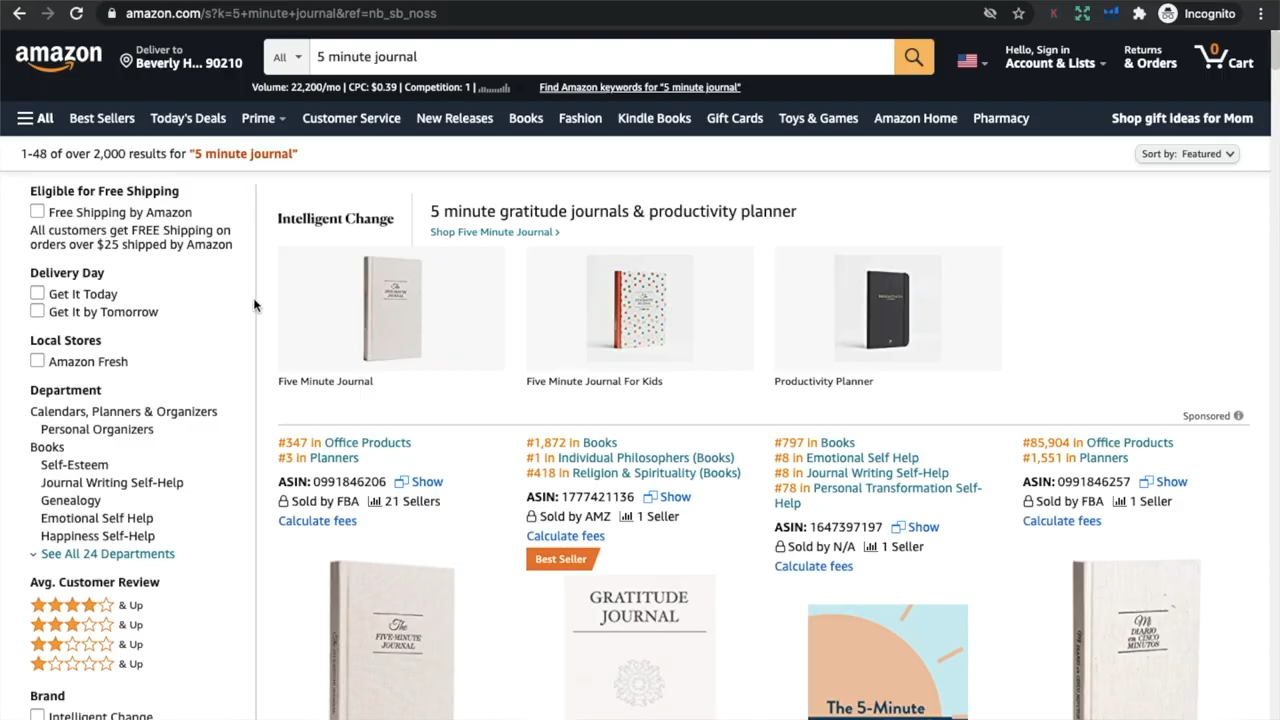 amazon.com/s?k=5+minute+journal&ref=nb_sb_noss
K
Incognito
amazon
Deliver to
Beverly H... 90210
All
5 minute journal
Hello, Sign in
Account & Lists
Returns
& Orders
0
Cart
Volume: 22,200/mo | CPC: $0.39 | Competition: 1 |
Find Amazon keywords for "5 minute journal"
All
Best Sellers
Today's Deals
Prime
Customer Service
New Releases
Books
Fashion
Kindle Books
Gift Cards
Toys & Games
Amazon Home
Pharmacy
Shop gift ideas for Mom
1-48 of over 2,000 results for "5 minute journal"
Sort by: Featured
Eligible for Free Shipping
Free Shipping by Amazon
All customers get FREE Shipping on
orders over $25 shipped by Amazon
Delivery Day
Get It Today
Get It by Tomorrow
Local Stores
Amazon Fresh
Department
Calendars, Planners & Organizers
Personal Organizers
Books
Self-Esteem
Journal Writing Self-Help
Genealogy
Emotional Self Help
Happiness Self-Help
See All 24 Departments
Avg. Customer Review
& Up
& Up
& Up
& Up
Brand
Intelligent Change
Intelligent Change
5 minute gratitude journals & productivity planner
Shop Five Minute Journal ›
Five Minute Journal
Five Minute Journal For Kids
Productivity Planner
Sponsored
#347 in Office Products
#3 in Planners
ASIN: 0991846206 Show
Sold by FBA 21 Sellers
Calculate fees
The
FIVE-MINUTE
JOURNAL
#1,872 in Books
#1 in Individual Philosophers (Books)
#418 in Religion & Spirituality (Books)
ASIN: 1777421136 Show
Sold by AMZ 1 Seller
Calculate fees
Best Seller
GRATITUDE
JOURNAL
#797 in Books
#8 in Emotional Self Help
#8 in Journal Writing Self-Help
#78 in Personal Transformation Self-
Help
ASIN: 1647397197 Show
Sold by N/A 1 Seller
Calculate fees
The 5-Minute
#85,904 in Office Products
#1,551 in Planners
ASIN: 0991846257 Show
Sold by FBA 1 Seller
Calculate fees
Mi
DIARIO
en CINCO
MINUTOS